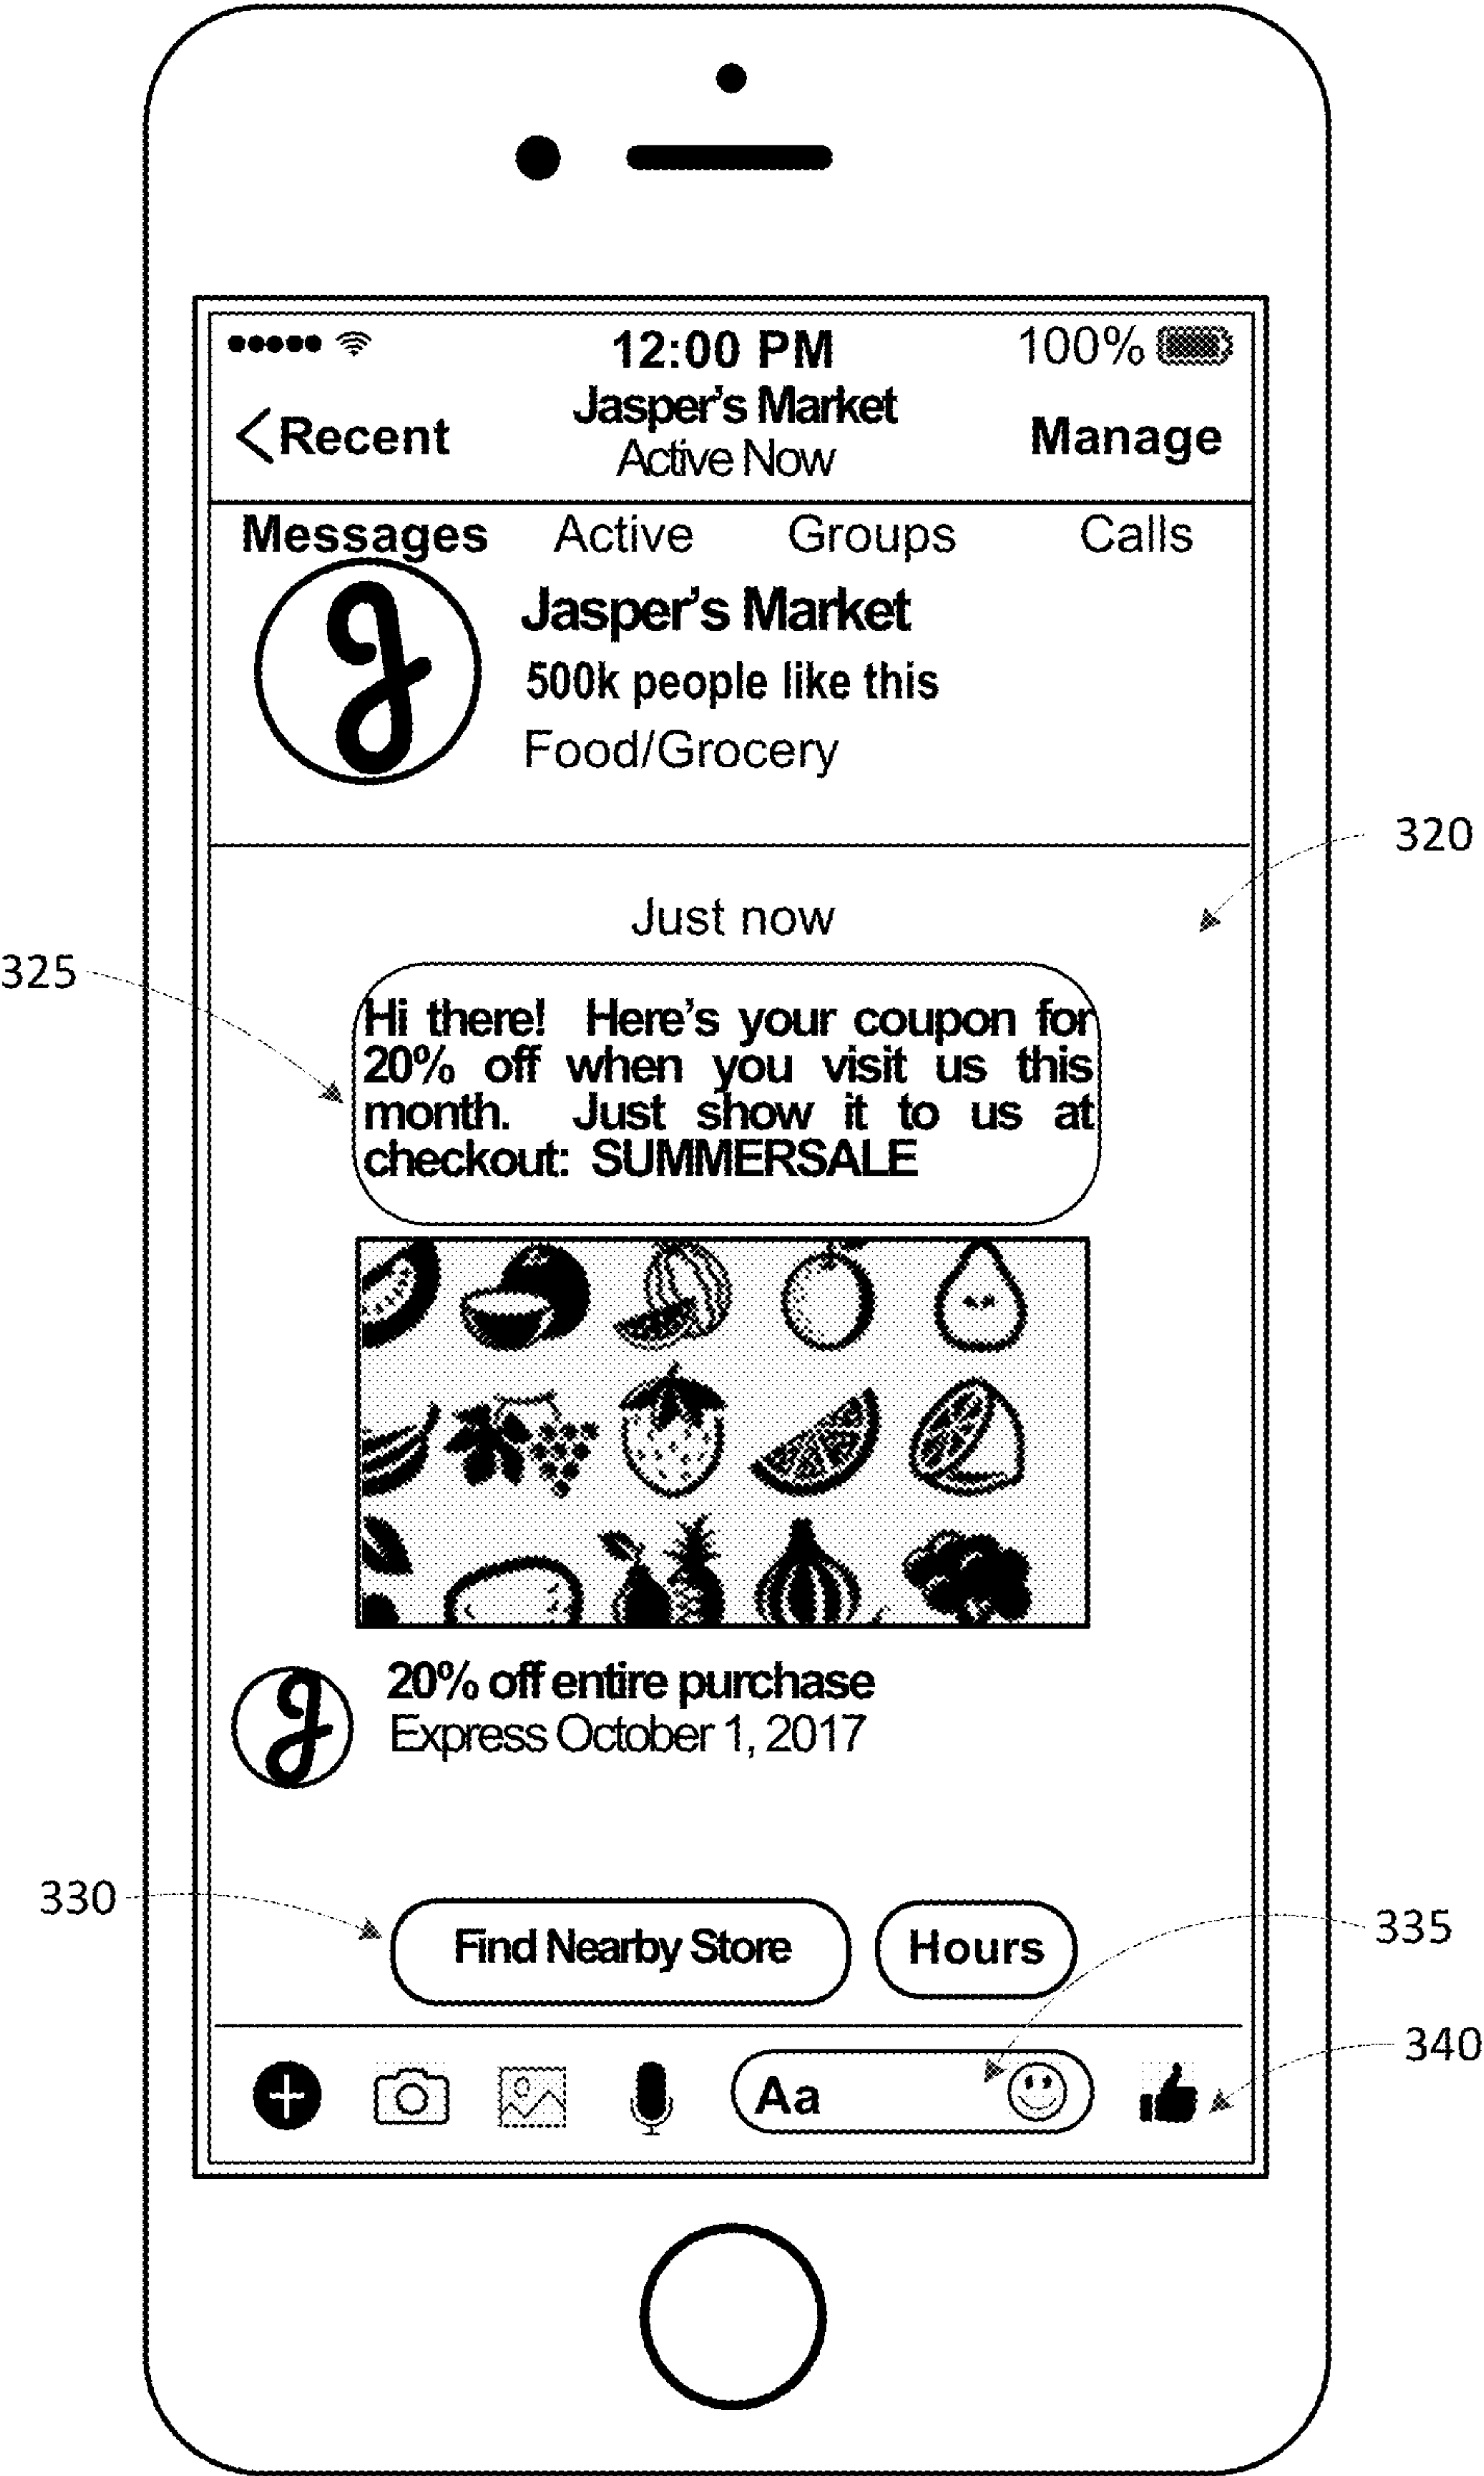 12:00 PM 100%
Jasper's Market
<Recent Manage
Active Now
Messages Active Groups Calls
Jasper's Market
500k people like this
Food/Grocery
320
Just now
325
Hi there! Here's your coupon for
20% off when you visit us this
month. Just show it to us at
checkout: SUMMERSALE
20% off entire purchase
Express October 1, 2017
330
Find Nearby Store Hours
335
340
Aa